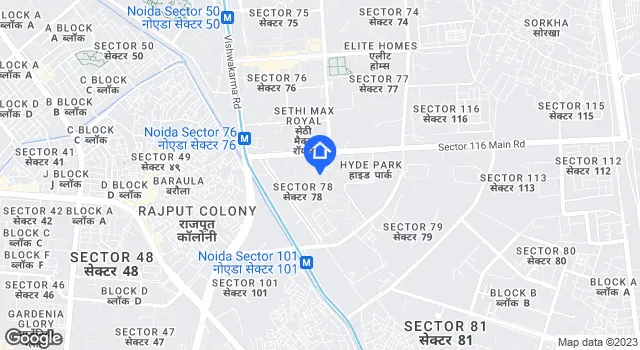 Noida Sector 50
नोएडा सेक्टर 50
SECTOR 75
सेक्टर 75
SECTOR 74
सेक्टर 74
SORKHA
सोरखा
A BLOCK
A ब्लॉक
A BLOCK
A ब्लॉक
SECTOR 50
सेक्टर 50
Vishwakarma Rd
ELITE HOMES
एलीट
होम्स
B BLOCK
B ब्लॉक
C BLOCK
C ब्लॉक
SECTOR 76
सेक्टर 76
SECTOR 77
सेक्टर 77
SETHI MAX
ROYAL
सेठी
SECTOR 116
सेक्टर 116
SECTOR 115
सेक्टर 115
C BLOCK
C ब्लॉक
Noida Sector 76
नोएडा सेक्टर 76
Sector 116 Main Rd
SECTOR 41
सेक्टर 41
SECTOR 49
सेक्टर ४९
HYDE PARK
हाइड पार्क
SECTOR 112
सेक्टर 112
J BLOCK
J ब्लॉक
D BLOCK
D ब्लॉक
BARAULA
बरौला
SECTOR 78
सेक्टर 78
SECTOR 113
सेक्टर 113
SECTOR 42
सेक्टर 42
BLOCK A
ब्लॉक A
RAJPUT COLONY
राजपूत
कॉलोनी
BLOCK C
ब्लॉक C
SECTOR 79
सेक्टर 79
BLOCK F
ब्लॉक F
SECTOR 48
सेक्टर 48
Noida Sector 101
नोएडा सेक्टर 101
SECTOR 80
सेक्टर 80
SECTOR 46
सेक्टर 46
BLOCK D
ब्लॉक D
SECTOR 101
सेक्टर 101
BLOCK B
ब्लॉक B
BLOCK A
ब्लॉक A
GARDENIA
GLORY
SECTOR 47
सेक्टर 47
SECTOR 81
सेक्टर 81
Google
Map data ©2023